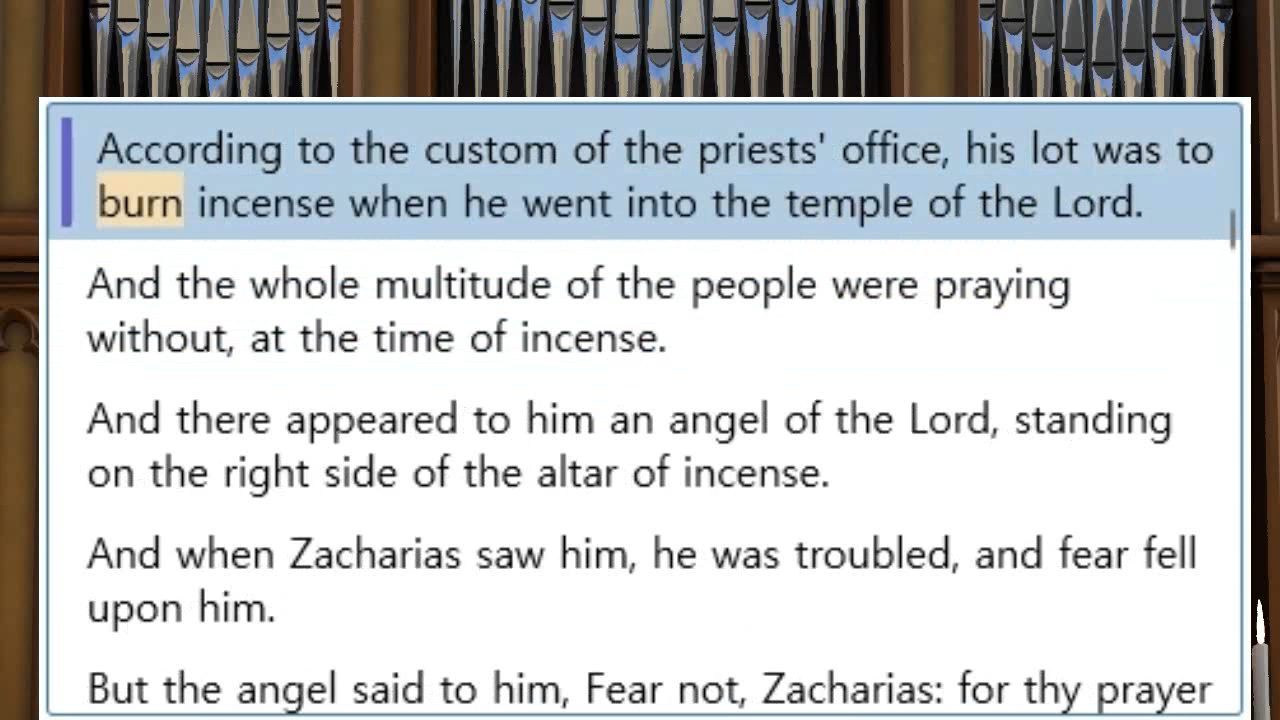 According to the custom of the priests' office, his lot was to
burn incense when he went into the temple of the Lord.
And the whole multitude of the people were praying
without, at the time of incense.
And there appeared to him an angel of the Lord, standing
on the right side of the altar of incense.
And when Zacharias saw him, he was troubled, and fear fell
upon him.
But the angel said to him, Fear not, Zacharias: for thy prayer